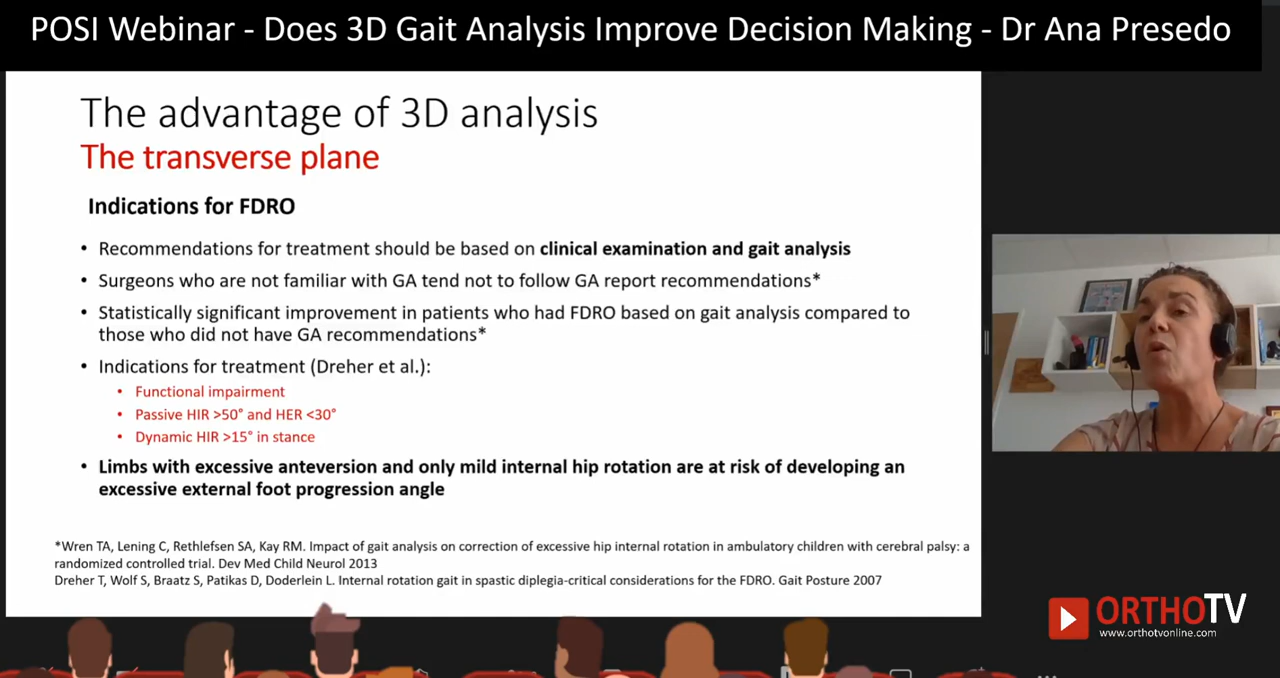 POSI Webinar - Does 3D Gait Analysis Improve Decision Making - Dr Ana Presedo
The advantage of 3D analysis
The transverse plane
Indications for FDRO
• Recommendations for treatment should be based on clinical examination and gait analysis
• Surgeons who are not familiar with GA tend not to follow GA report recommendations*
• Statistically significant improvement in patients who had FDRO based on gait analysis compared to
those who did not have GA recommendations*
• Indications for treatment (Dreher et al.):
• Functional impairment
• Passive HIR >50° and HER <30°
• Dynamic HIR >15° in stance
• Limbs with excessive anteversion and only mild internal hip rotation are at risk of developing an
excessive external foot progression angle
*Wren TA, Lening C, Rethlefsen SA, Kay RM. Impact of gait analysis on correction of excessive hip internal rotation in ambulatory children with cerebral palsy: a
randomized controlled trial. Dev Med Child Neurol 2013
Dreher T, Wolf S, Braatz S, Patikas D, Doderlein L. Internal rotation gait in spastic diplegia-critical considerations for the FDRO. Gait Posture 2007
ORTHOTV
www.orthotvonline.com